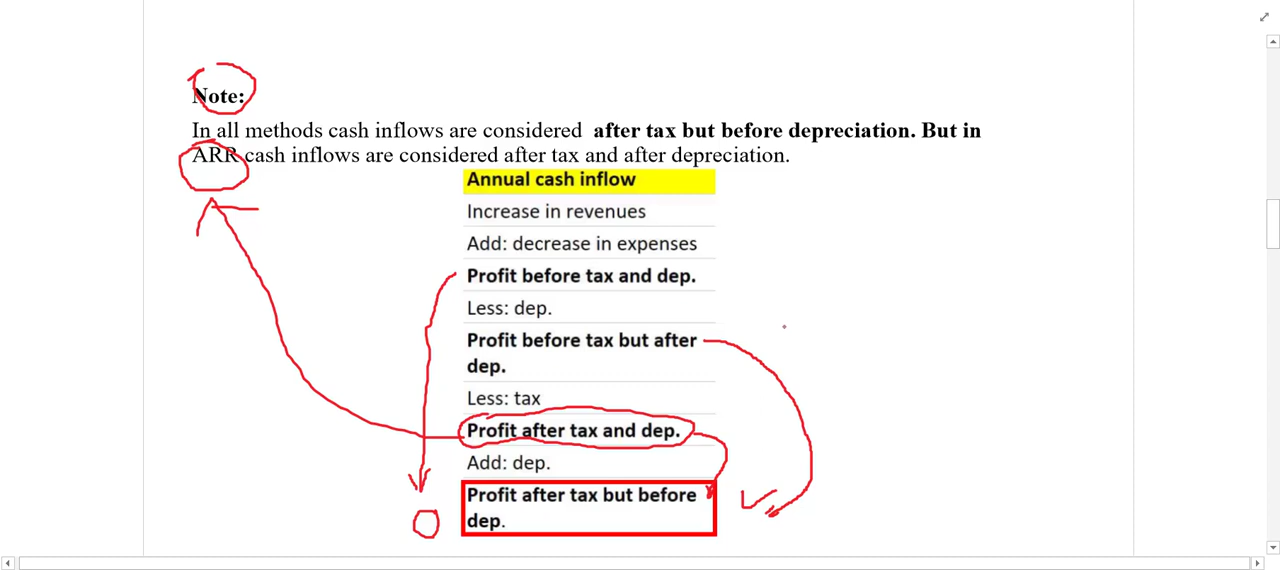 Note:
In all methods cash inflows are considered after tax but before depreciation. But in
ARR cash inflows are considered after tax and after depreciation.
Annual cash inflow
Increase in revenues
Add: decrease in expenses
Profit before tax and dep.
Less: dep.
Profit before tax but after
dep.
Less: tax
Profit after tax and dep.
Add: dep.
Profit after tax but before
dep.